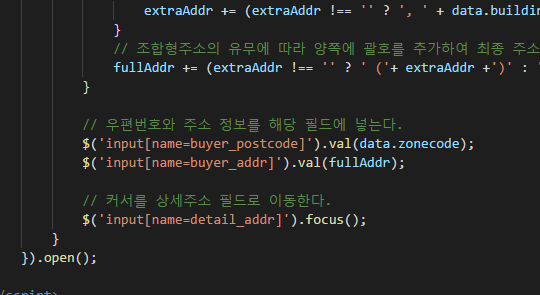 extraAddr += (extraAddr !== '' ? ', ' + data.buildin
}
// 조합형주소의 유무에 따라 양쪽에 괄호를 추가하여 최종 주소
fullAddr += (extraAddr !== '' ? ' ('+ extraAddr +')' : '
}
// 우편번호와 주소 정보를 해당 필드에 넣는다.
$('input[name=buyer_postcode]').val(data.zonecode);
$('input[name=buyer_addr]').val(fullAddr);
// 커서를 상세주소 필드로 이동한다.
$('input[name=detail_addr]').focus();
}
}).open();
/script>